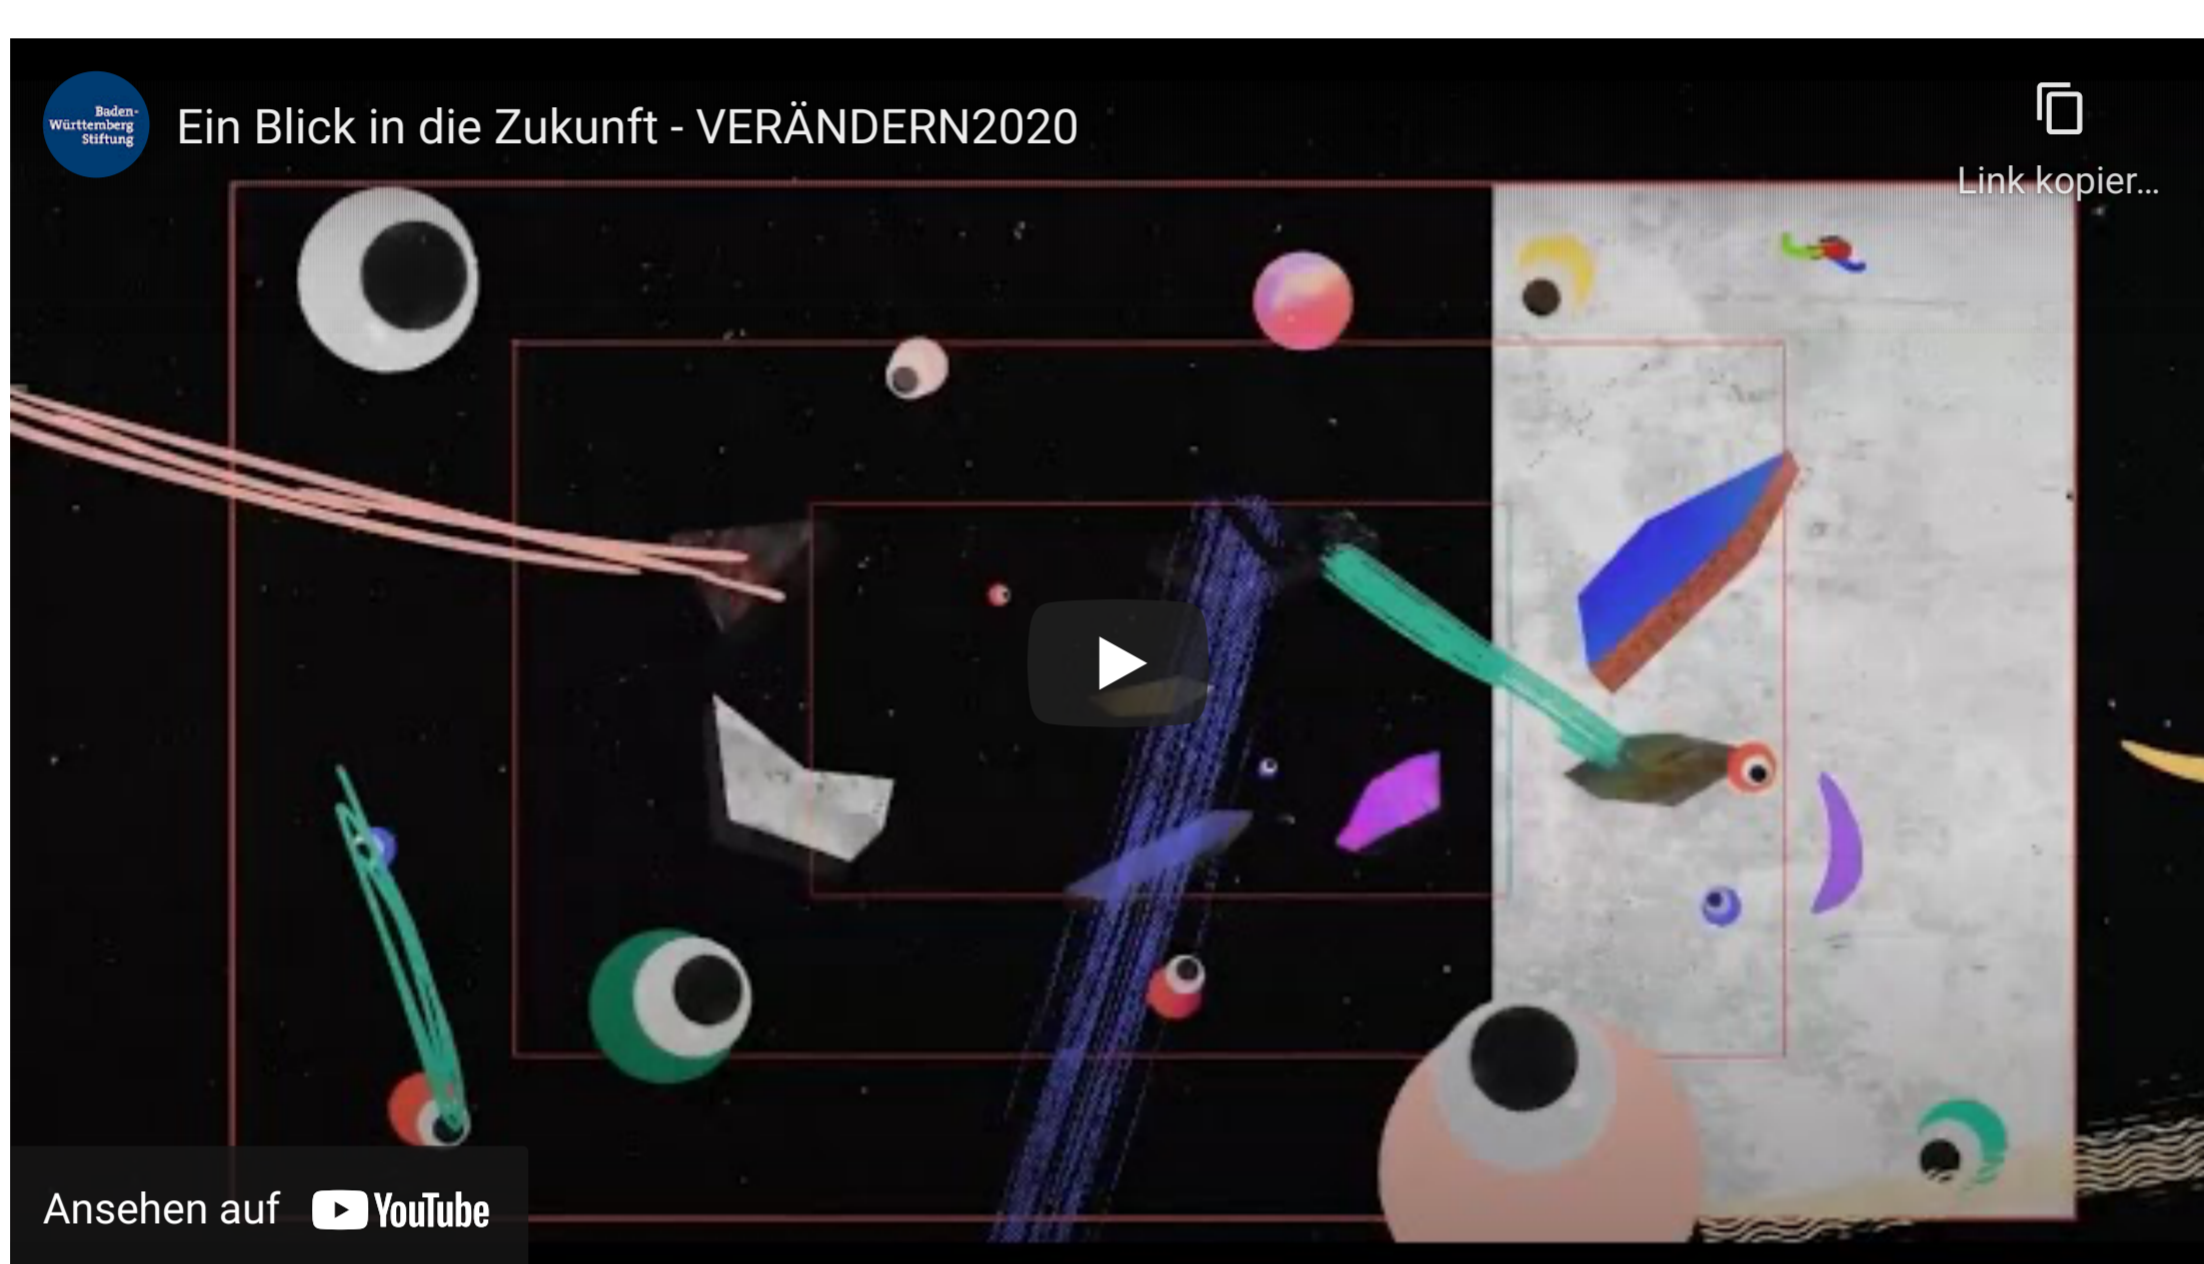 Baden-
Württemberg
Stiftung
Ein Blick in die Zukunft - VERÄNDERN2020
Link kopier...
Ansehen auf YouTube